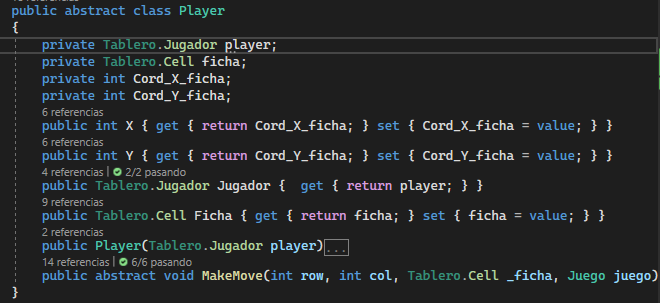 public abstract class Player
{
private Tablero.Jugador player;
private Tablero.Cell ficha;
private int Cord_X_ficha;
private int Cord_Y_ficha;
6 referencias
public int X { get { return Cord_X_ficha; } set { Cord_X_ficha = value; } }
6 referencias
public int Y { get { return Cord_Y_ficha; } set { Cord_Y_ficha = value; } }
4 referencias | 2/2 pasando
public Tablero.Jugador Jugador {  get { return player; } }
9 referencias
public Tablero.Cell Ficha { get { return ficha; } set { ficha = value; } }
2 referencias
public Player(Tablero.Jugador player)...
14 referencias | 6/6 pasando
public abstract void MakeMove(int row, int col, Tablero.Cell _ficha, Juego juego)
}